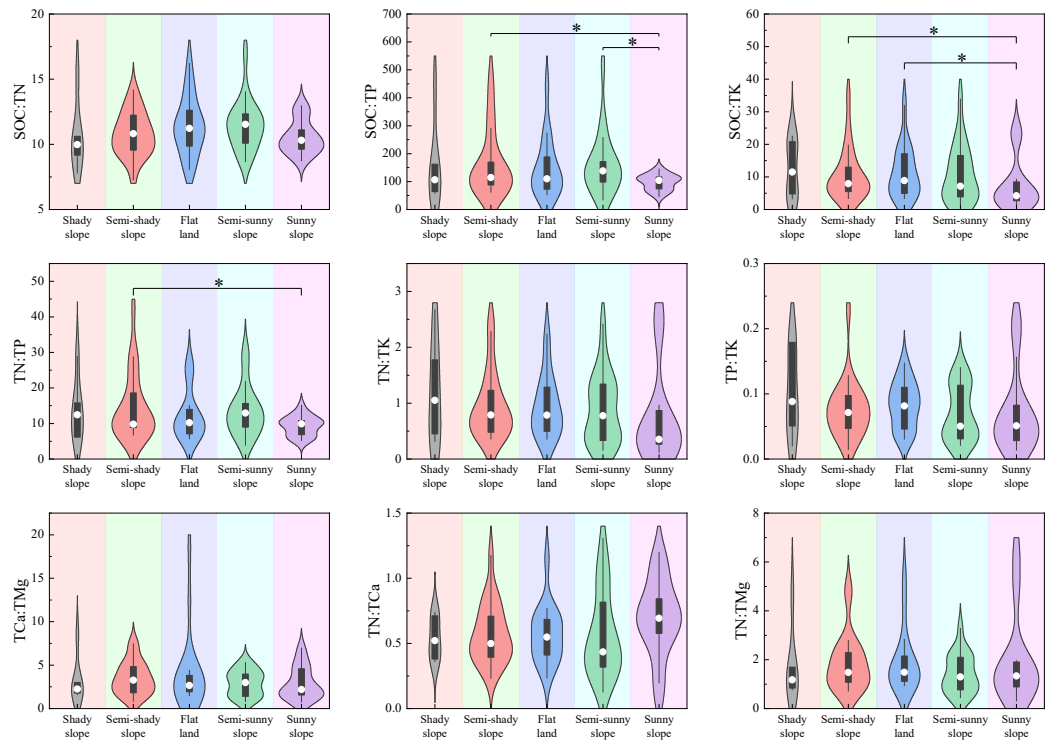 SOC:TN
20
15
10
5
Shady slope
Semi-shady slope
Flat land
Semi-sunny slope
Sunny slope
SOC:TP
700
600
500
400
300
200
100
0
*
*
Shady slope
Semi-shady slope
Flat land
Semi-sunny slope
Sunny slope
SOC:TK
60
50
40
30
20
10
0
*
*
Shady slope
Semi-shady slope
Flat land
Semi-sunny slope
Sunny slope
TN:TP
50
40
30
20
10
0
*
Shady slope
Semi-shady slope
Flat land
Semi-sunny slope
Sunny slope
TN:TK
3
2
1
0
Shady slope
Semi-shady slope
Flat land
Semi-sunny slope
Sunny slope
TP:TK
0.3
0.2
0.1
0.0
Shady slope
Semi-shady slope
Flat land
Semi-sunny slope
Sunny slope
TCa:TMg
20
15
10
5
0
Shady slope
Semi-shady slope
Flat land
Semi-sunny slope
Sunny slope
TN:TCa
1.5
1.0
0.5
0.0
Shady slope
Semi-shady slope
Flat land
Semi-sunny slope
Sunny slope
TN:TMg
8
6
4
2
0
Shady slope
Semi-shady slope
Flat land
Semi-sunny slope
Sunny slope